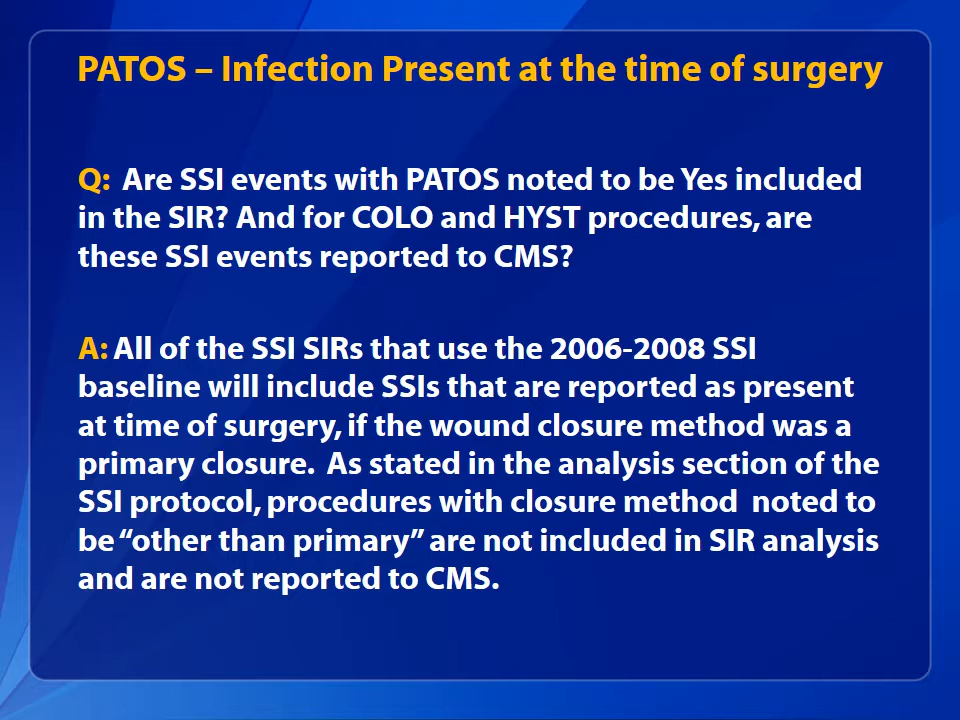 PATOS – Infection Present at the time of surgery
Q: Are SSI events with PATOS noted to be Yes included
in the SIR? And for COLO and HYST procedures, are
these SSI events reported to CMS?
A: All of the SSI SIRs that use the 2006-2008 SSI
baseline will include SSIs that are reported as present
at time of surgery, if the wound closure method was a
primary closure. As stated in the analysis section of the
SSI protocol, procedures with closure method noted to
be “other than primary” are not included in SIR analysis
and are not reported to CMS.